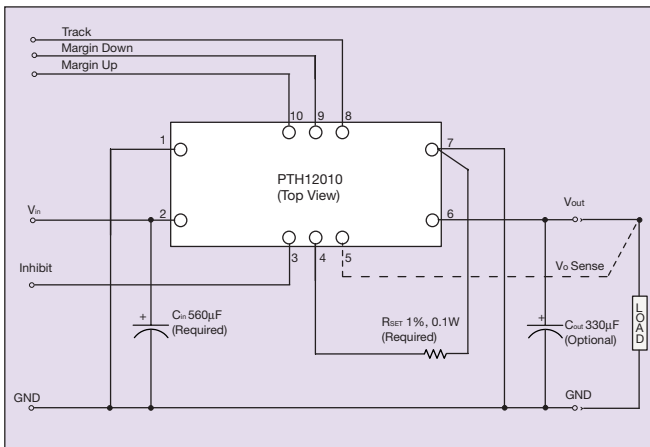 Track
Margin Down
Margin Up
10 9 8
1
7
PTH12010
(Top View)
Vin
2
6
Vout
Inhibit
3 4 5
Vo Sense
+
Cin 560µF
(Required)
RSET 1%, 0.1W
(Required)
+
Cout 330µF
(Optional)
LOAD
GND
GND